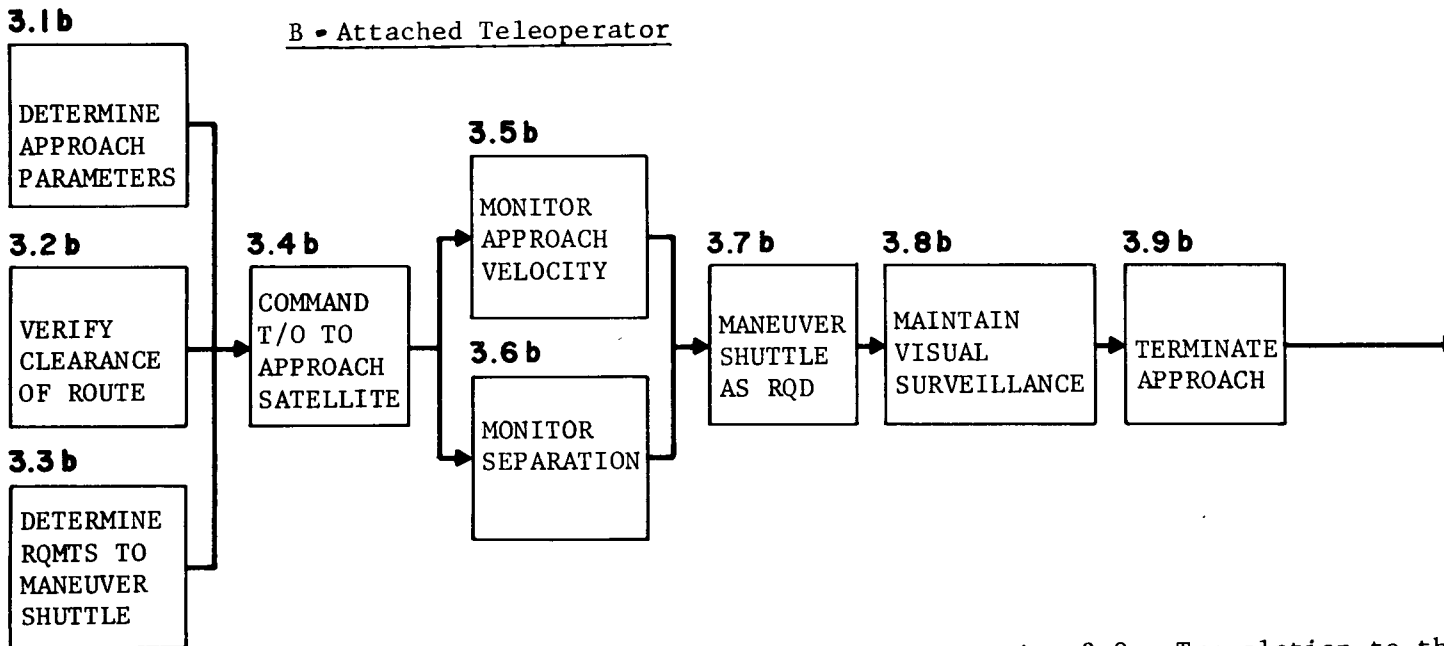 3.1b
B - Attached Teleoperator
DETERMINE
APPROACH
PARAMETERS
3.2b
VERIFY
CLEARANCE
OF ROUTE
3.3b
DETERMINE
RQMTS TO
MANEUVER
SHUTTLE
3.4b
COMMAND
T/O TO
APPROACH
SATELLITE
3.5b
MONITOR
APPROACH
VELOCITY
3.6b
MONITOR
SEPARATION
3.7b
MANEUVER
SHUTTLE
AS RQD
3.8b
MAINTAIN
VISUAL
SURVEILLANCE
3.9b
TERMINATE
APPROACH